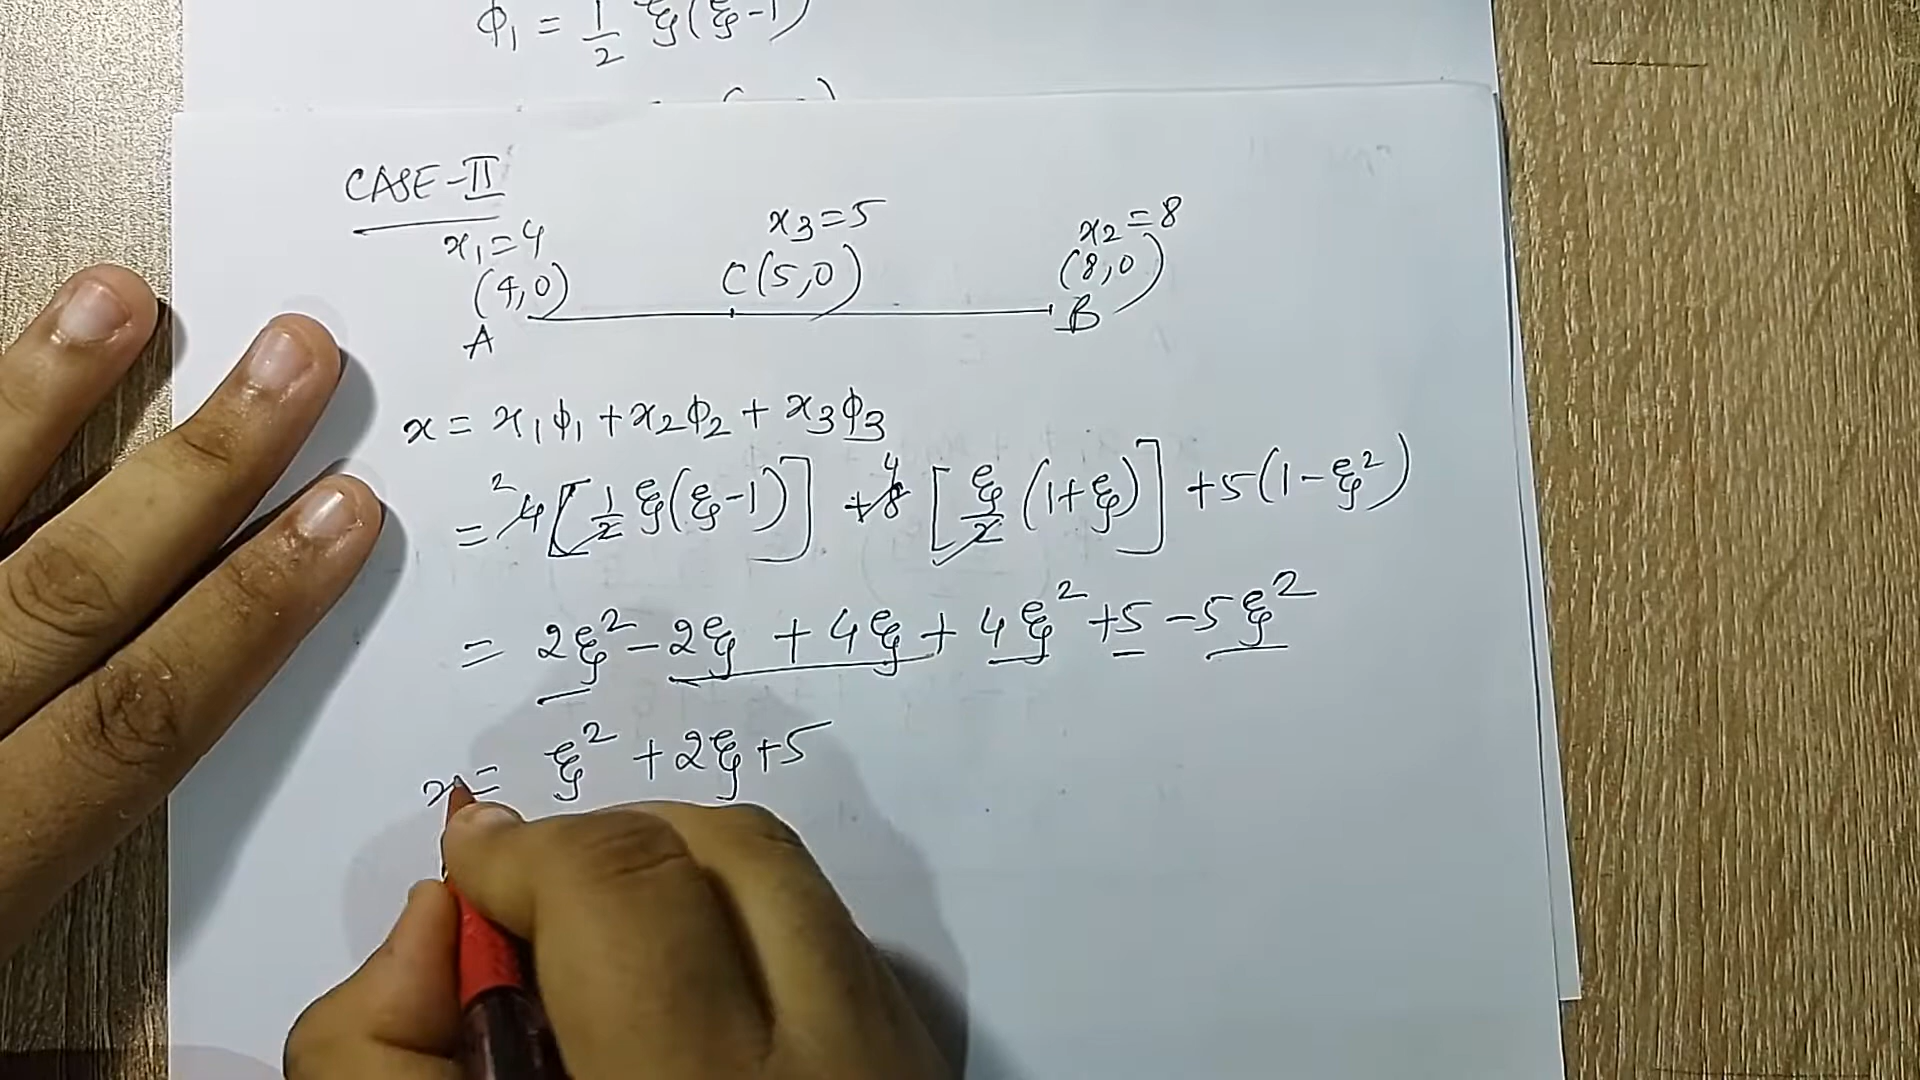 ϕ₁ = 1/2 ξ(ξ-1)
CASE-II
x₁=4 x₃=5 x₂=8
(4,0) C(5,0) (8,0)
A B
x = x₁ϕ₁ + x₂ϕ₂ + x₃ϕ₃
= 4 2 [1/2 ξ(ξ-1)] + 8 4 [ξ/2 (1+ξ)] + 5(1-ξ²)
= 2ξ² - 2ξ + 4ξ + 4ξ² + 5 - 5ξ²
x = ξ² + 2ξ + 5